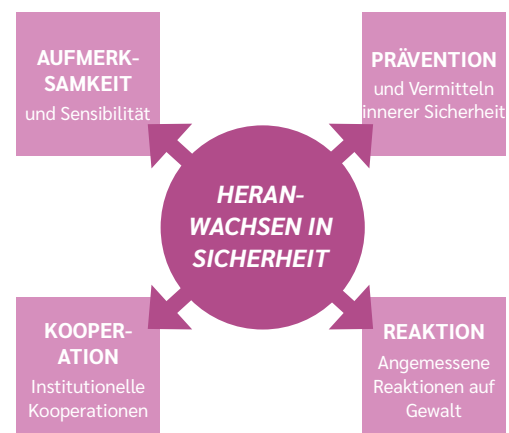 AUFMERK-
SAMKEIT
und Sensibilität
PRÄVENTION
und Vermitteln
innerer Sicherheit
HERAN-
WACHSEN IN
SICHERHEIT
KOOPER-
ATION
Institutionelle
Kooperationen
REAKTION
Angemessene
Reaktionen auf
Gewalt